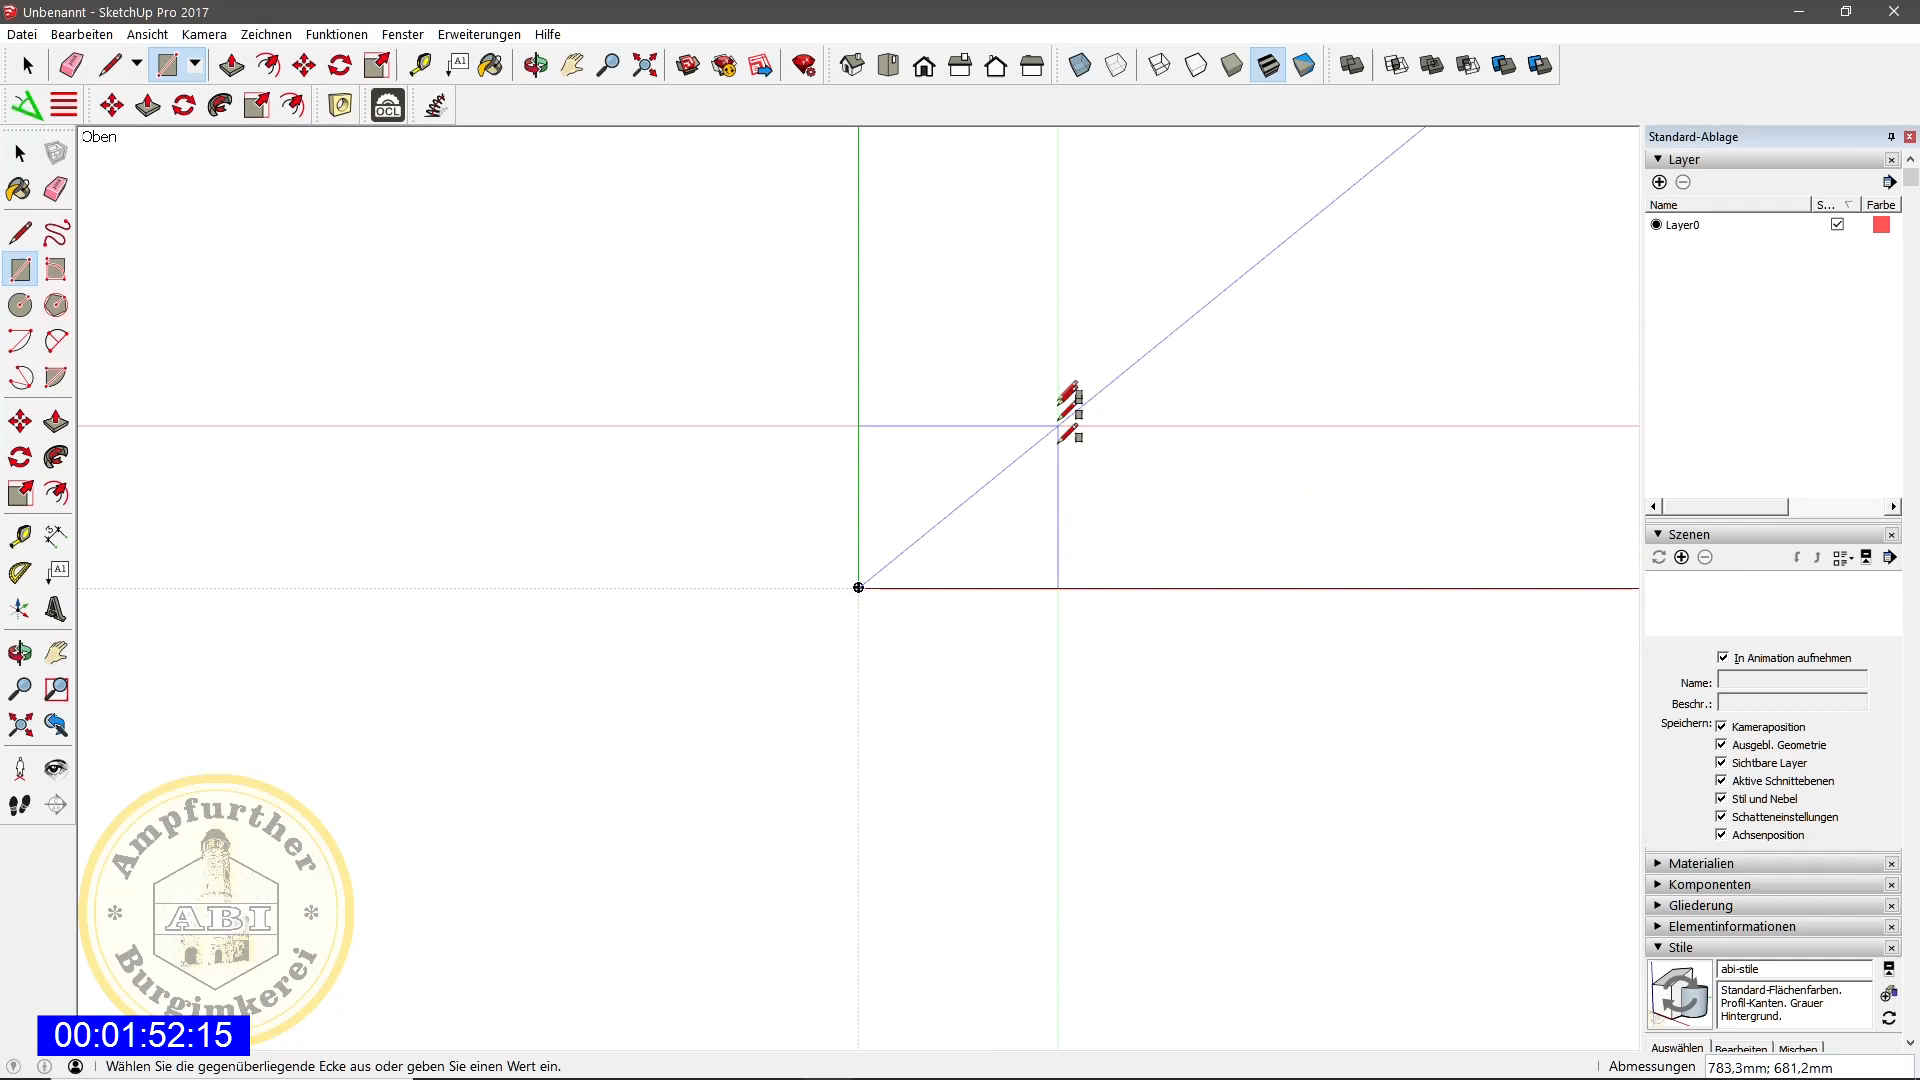 Unbenannt - SketchUp Pro 2017
Datei Bearbeiten Ansicht Kamera Zeichnen Funktionen Fenster Erweiterungen Hilfe
A1
OCL
Oben
A1
Standard-Ablage
Layer
Name S... Farbe
Layer0
Szenen
In Animation aufnehmen
Name:
Beschr.:
Speichern: Kameraposition
Ausgebl. Geometrie
Sichtbare Layer
Aktive Schnittebenen
Stil und Nebel
Schatteneinstellungen
Achsenposition
Materialien
Komponenten
Gliederung
Elementinformationen
Stile
abi-stile
Standard-Flächenfarben.
Profil-Kanten. Grauer
Hintergrund.
Auswählen Bearbeiten Mischen
Ampfurther
* ABI *
Burgimkerei
00:01:52:15
Wählen Sie die gegenüberliegende Ecke aus oder geben Sie einen Wert ein.
Abmessungen 783,3mm; 681,2mm